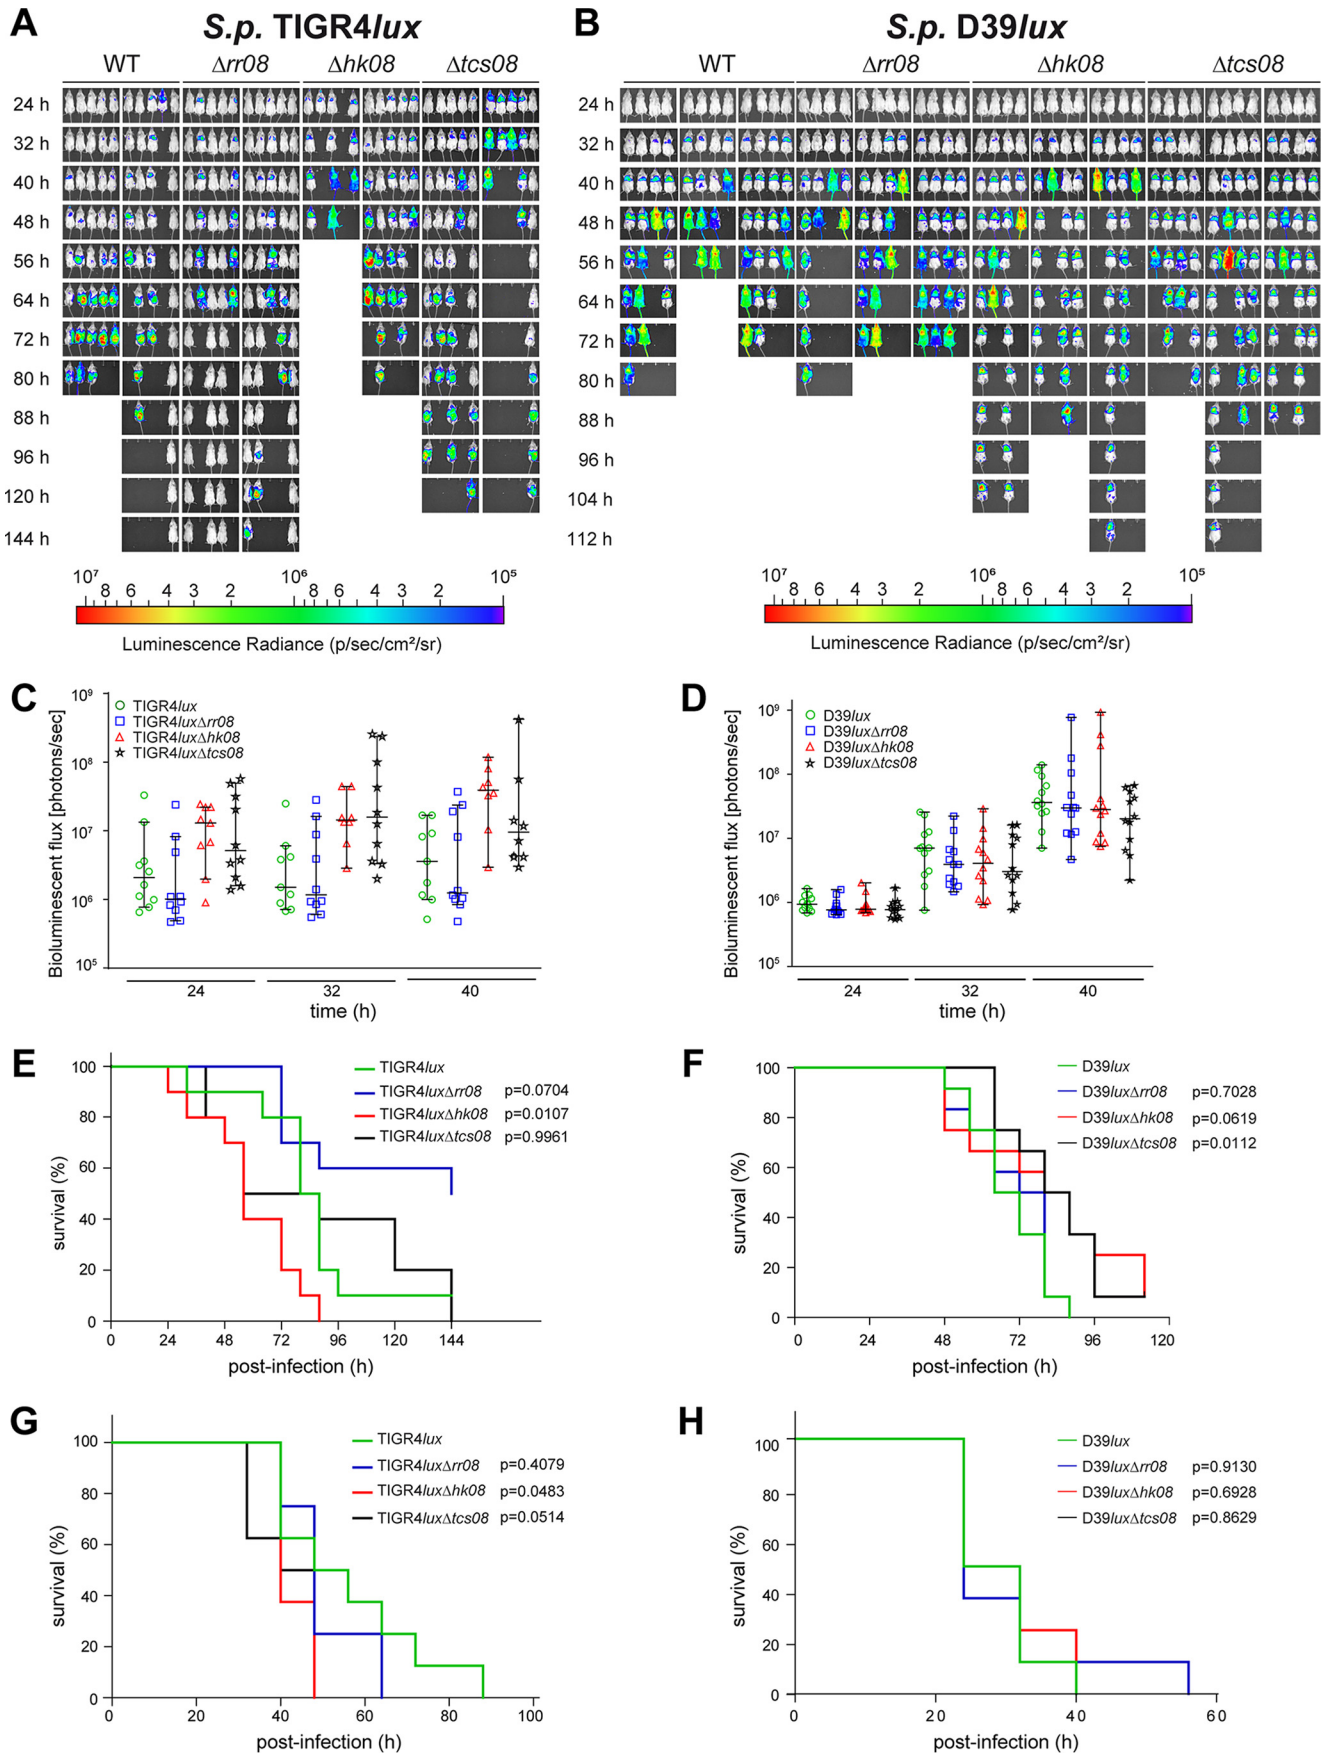 A
S.p. TIGR4lux
WT Δrr08 Δhk08 Δtcs08
24 h
32 h
40 h
48 h
56 h
64 h
72 h
80 h
88 h
96 h
120 h
144 h
10⁷ 8 6 4 3 2 10⁶ 8 6 4 3 2 10⁵
Luminescence Radiance (p/sec/cm²/sr)
B
S.p. D39lux
WT Δrr08 Δhk08 Δtcs08
24 h
32 h
40 h
48 h
56 h
64 h
72 h
80 h
88 h
96 h
104 h
112 h
10⁷ 8 6 4 3 2 10⁶ 8 6 4 3 2 10⁵
Luminescence Radiance (p/sec/cm²/sr)
C
Bioluminescent flux [photons/sec]
10⁹
10⁸
10⁷
10⁶
10⁵
TIGR4lux
TIGR4luxΔrr08
TIGR4luxΔhk08
TIGR4luxΔtcs08
24 32 40
time (h)
D
Bioluminescent flux [photons/sec]
10⁹
10⁸
10⁷
10⁶
10⁵
D39lux
D39luxΔrr08
D39luxΔhk08
D39luxΔtcs08
24 32 40
time (h)
E
survival (%)
100
80
60
40
20
0
TIGR4lux
TIGR4luxΔrr08 p=0.0704
TIGR4luxΔhk08 p=0.0107
TIGR4luxΔtcs08 p=0.9961
0 24 48 72 96 120 144
post-infection (h)
F
survival (%)
100
80
60
40
20
0
D39lux
D39luxΔrr08 p=0.7028
D39luxΔhk08 p=0.0619
D39luxΔtcs08 p=0.0112
0 24 48 72 96 120
post-infection (h)
G
survival (%)
100
80
60
40
20
0
TIGR4lux
TIGR4luxΔrr08 p=0.4079
TIGR4luxΔhk08 p=0.0483
TIGR4luxΔtcs08 p=0.0514
0 20 40 60 80 100
post-infection (h)
H
survival (%)
100
80
60
40
20
0
D39lux
D39luxΔrr08 p=0.9130
D39luxΔhk08 p=0.6928
D39luxΔtcs08 p=0.8629
0 20 40 60
post-infection (h)